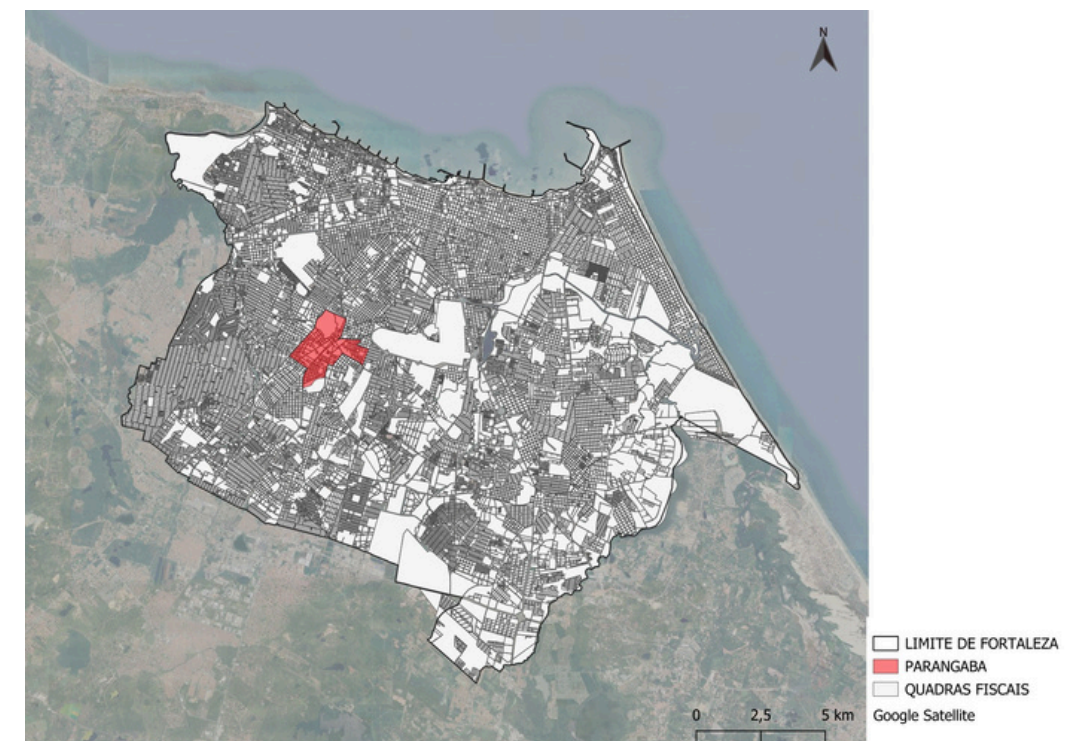 N
LIMITE DE FORTALEZA
PARANGABA
QUADRAS FISCAIS
0 2,5 5 km
Google Satellite